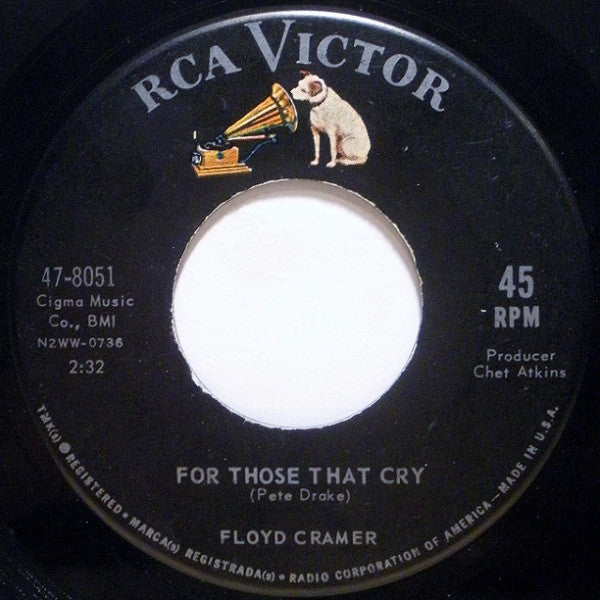 RCA VICTOR
47-8051
Cigma Music
Co., BMI
N2WW-0736
2:32
45
RPM
Producer
Chet Atkins
FOR THOSE THAT CRY
(Pete Drake)
FLOYD CRAMER
TMK(s) ® REGISTERED • MARCA(s) REGISTRADA(s) • RADIO CORPORATION OF AMERICA—MADE IN U.S.A.